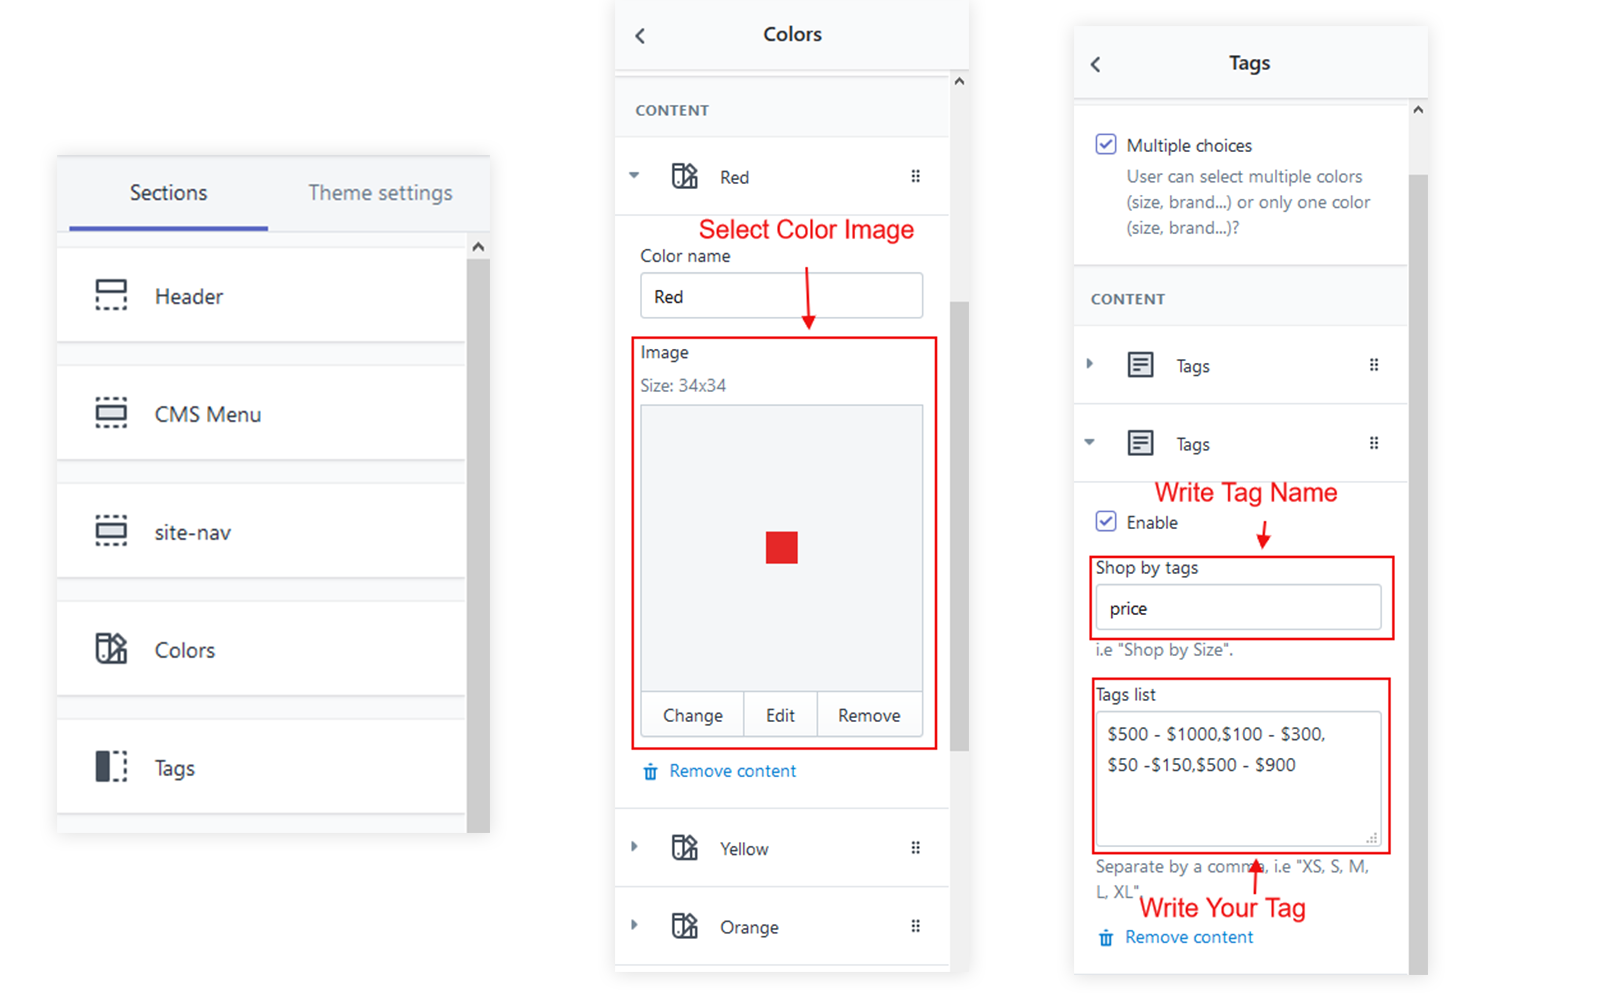 Sections
Theme settings
Header
CMS Menu
site-nav
Colors
Tags
Colors
CONTENT
Red
Select Color Image
Color name
Red
Image
Size: 34x34
Change
Edit
Remove
Remove content
Yellow
Orange
Tags
Multiple choices
User can select multiple colors
(size, brand...) or only one color
(size, brand...)?
CONTENT
Tags
Tags
Write Tag Name
Enable
Shop by tags
price
i.e "Shop by Size".
Tags list
$500 - $1000,$100 - $300,
$50 -$150,$500 - $900
Separate by a comma, i.e "XS, S, M,
L, XL".
Write Your Tag
Remove content